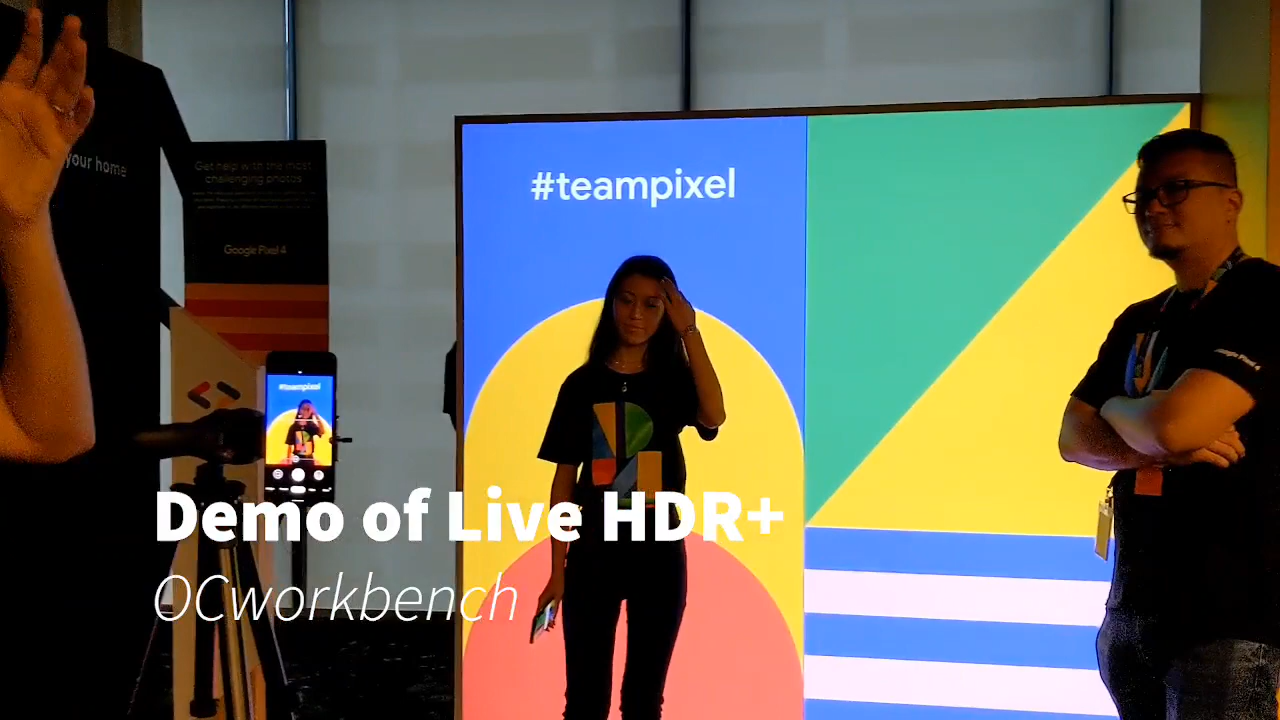 your home
Get help with the most
challenging photos
Google Pixel 4
#teampixel
#teampixel
Demo of Live HDR+
OCworkbench